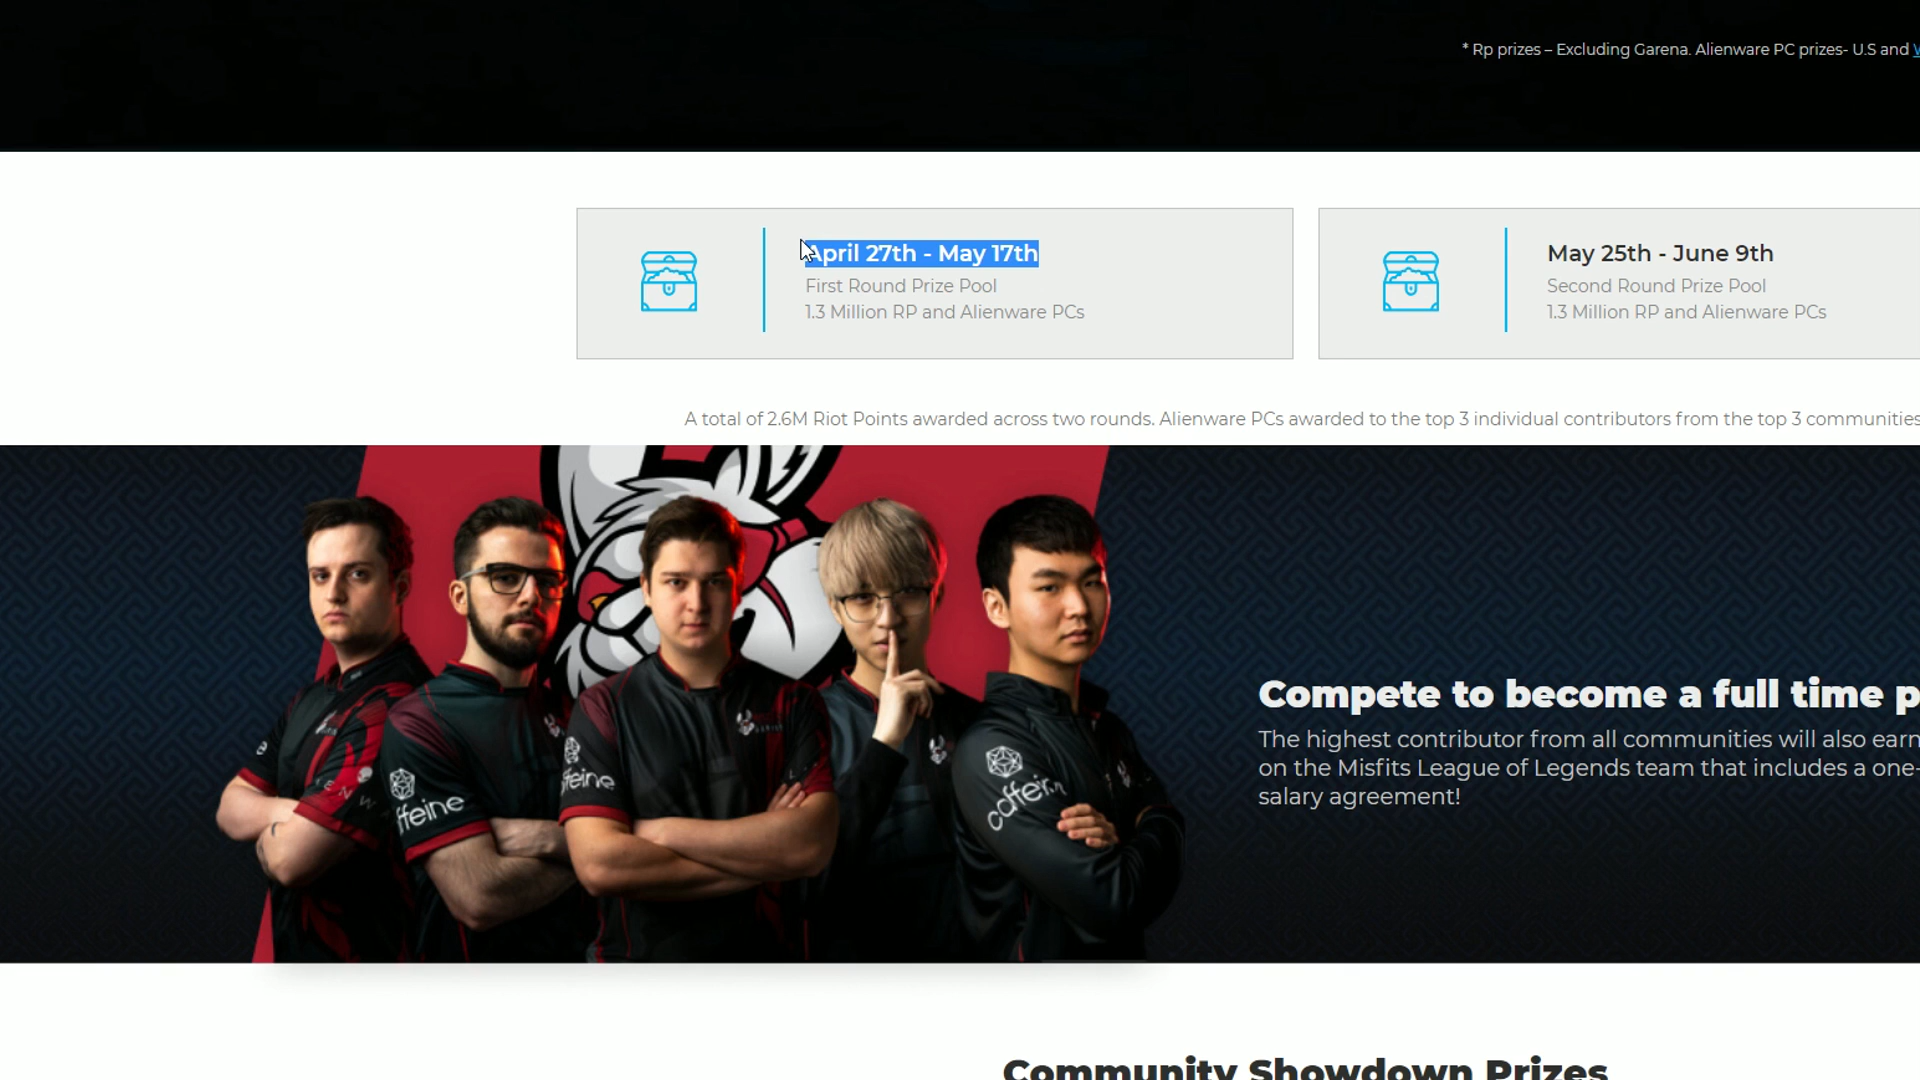 * Rp prizes – Excluding Garena. Alienware PC prizes- U.S and
April 27th - May 17th
First Round Prize Pool
1.3 Million RP and Alienware PCs
May 25th - June 9th
Second Round Prize Pool
1.3 Million RP and Alienware PCs
A total of 2.6M Riot Points awarded across two rounds. Alienware PCs awarded to the top 3 individual contributors from the top 3 communities
Compete to become a full time p
The highest contributor from all communities will also earn
on the Misfits League of Legends team that includes a one-
salary agreement!
ffeine
ffeine
caffeine
Community Showdown Prizes